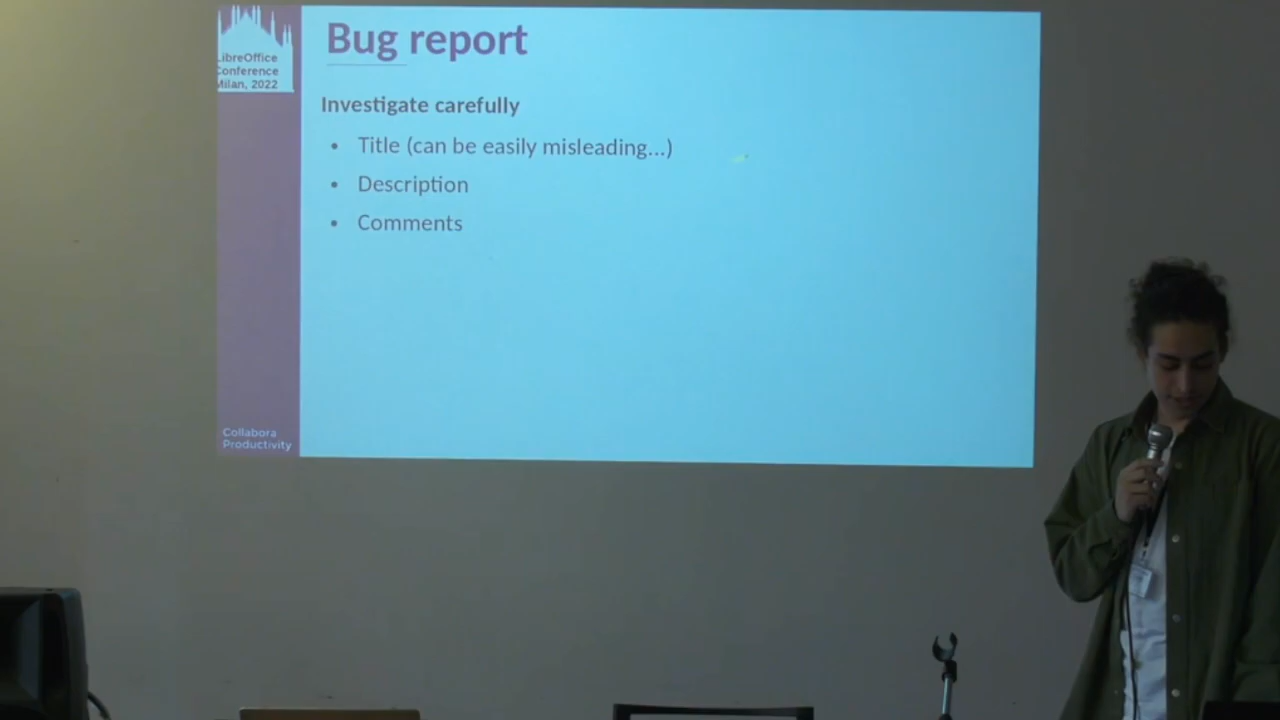 LibreOffice
Conference
Milan, 2022
Bug report
Investigate carefully
• Title (can be easily misleading...)
• Description
• Comments
Collabora
Productivity